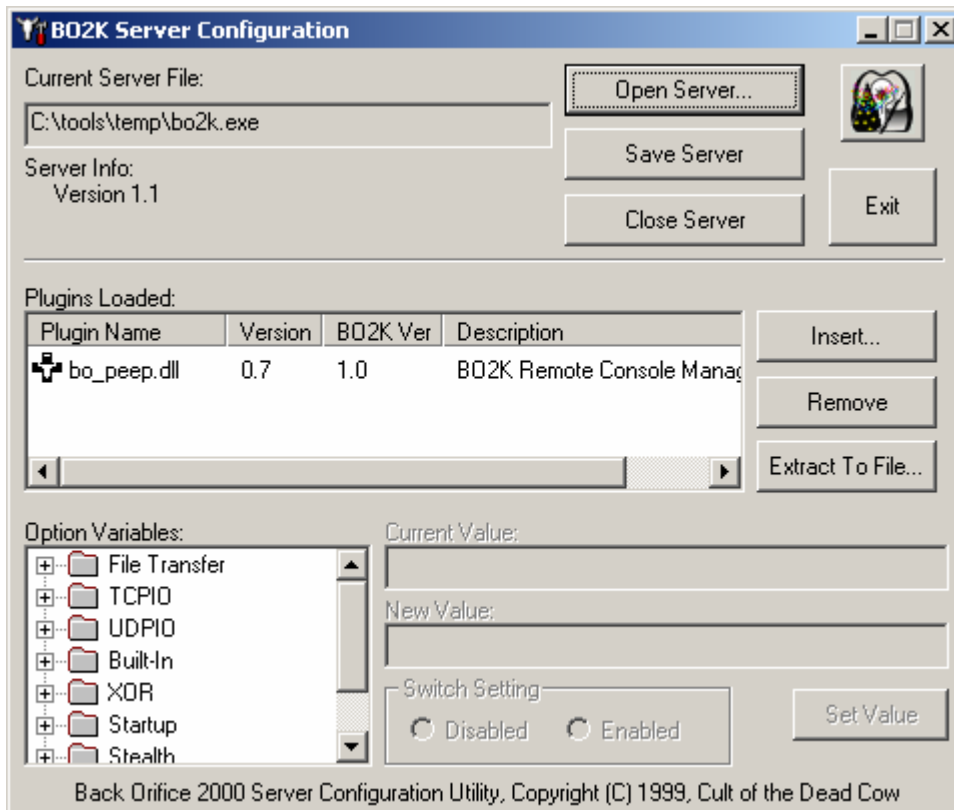 BO2K Server Configuration
Current Server File:
C:\tools\temp\bo2k.exe
Server Info:
Version 1.1
Open Server...
Save Server
Close Server
Exit
Plugins Loaded:
Plugin Name Version BO2K Ver Description
bo_peep.dll 0.7 1.0 BO2K Remote Console Manag
Insert...
Remove
Extract To File...
Option Variables:
File Transfer
TCPIO
UDPIO
Built-In
XOR
Startup
Stealth
Current Value:
New Value:
Switch Setting
Disabled Enabled
Set Value
Back Orifice 2000 Server Configuration Utility, Copyright (C) 1999, Cult of the Dead Cow